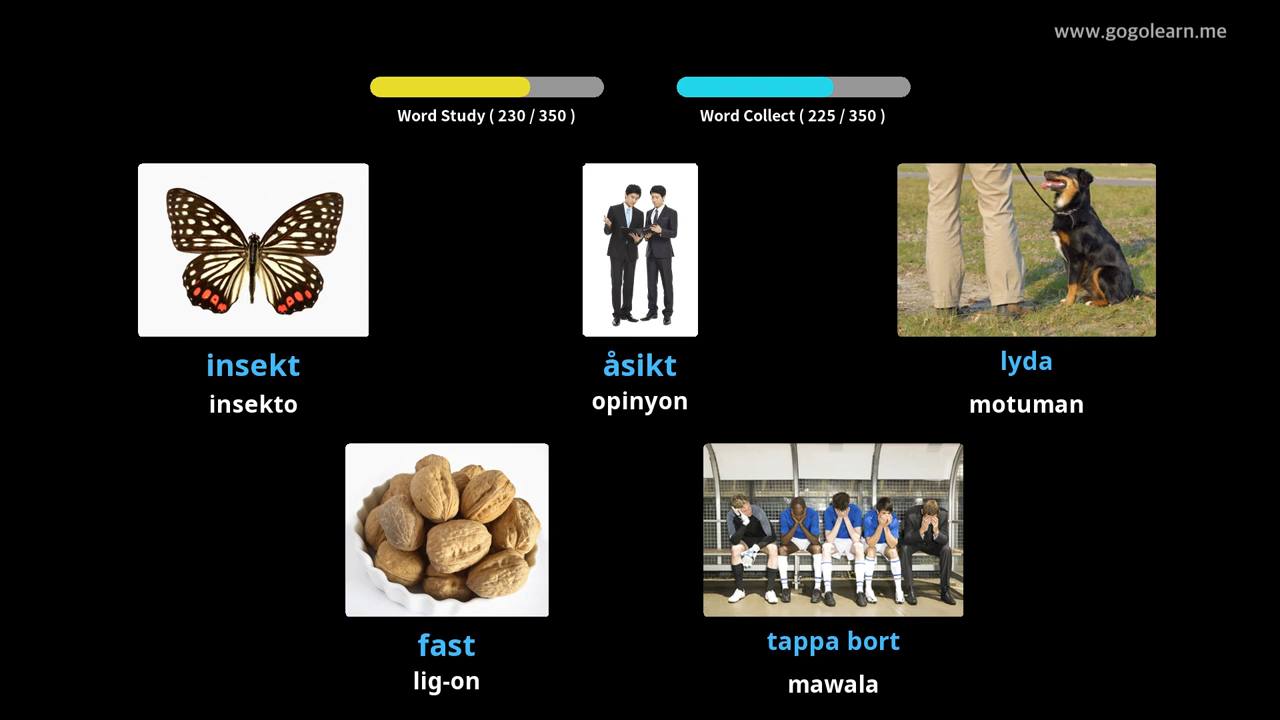 www.gogolearn.me
Word Study ( 230 / 350 )
Word Collect ( 225 / 350 )
insekt
insekto
åsikt
opinyon
lyda
motuman
fast
lig-on
tappa bort
mawala